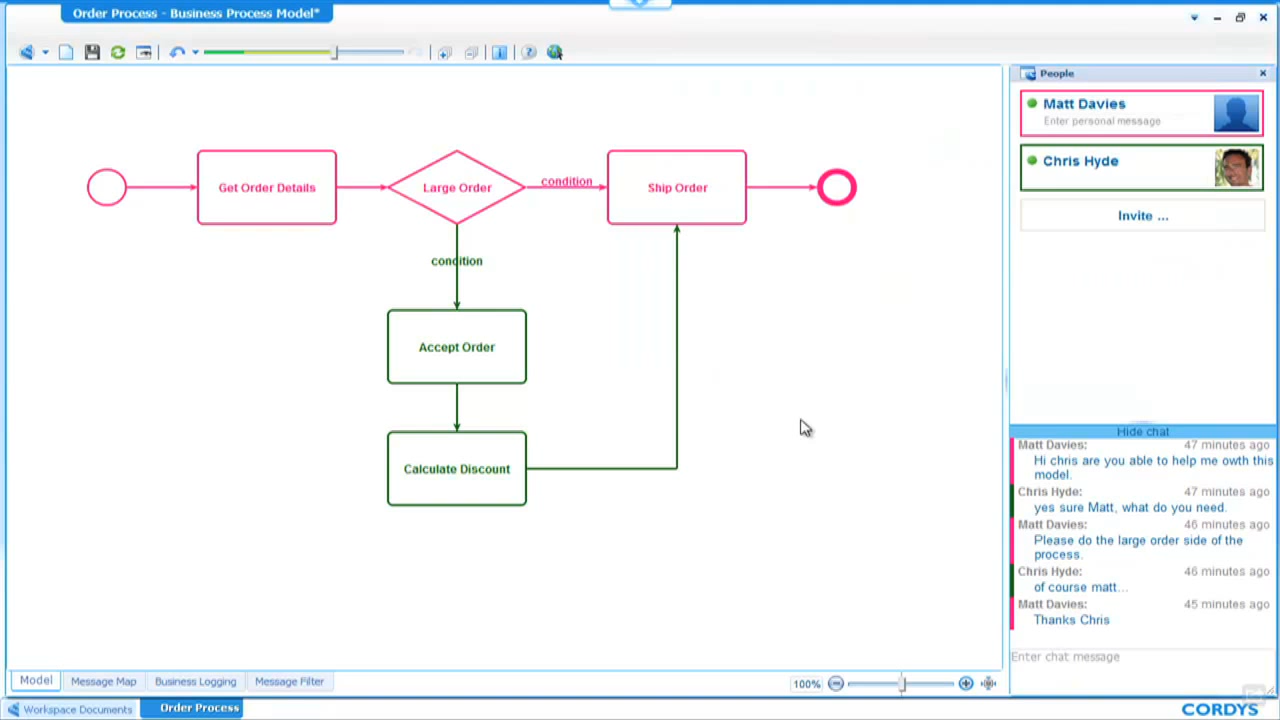 Order Process - Business Process Model*
People
Matt Davies
Enter personal message
Chris Hyde
Invite ...
Get Order Details
Large Order
condition
Ship Order
condition
Accept Order
Calculate Discount
Hide chat
Matt Davies: 47 minutes ago
Hi chris are you able to help me owth this
model.
Chris Hyde: 47 minutes ago
yes sure Matt, what do you need.
Matt Davies: 46 minutes ago
Please do the large order side of the
process.
Chris Hyde: 46 minutes ago
of course matt...
Matt Davies: 45 minutes ago
Thanks Chris
Enter chat message
Model Message Map Business Logging Message Filter 100%
Workspace Documents Order Process CORDYS